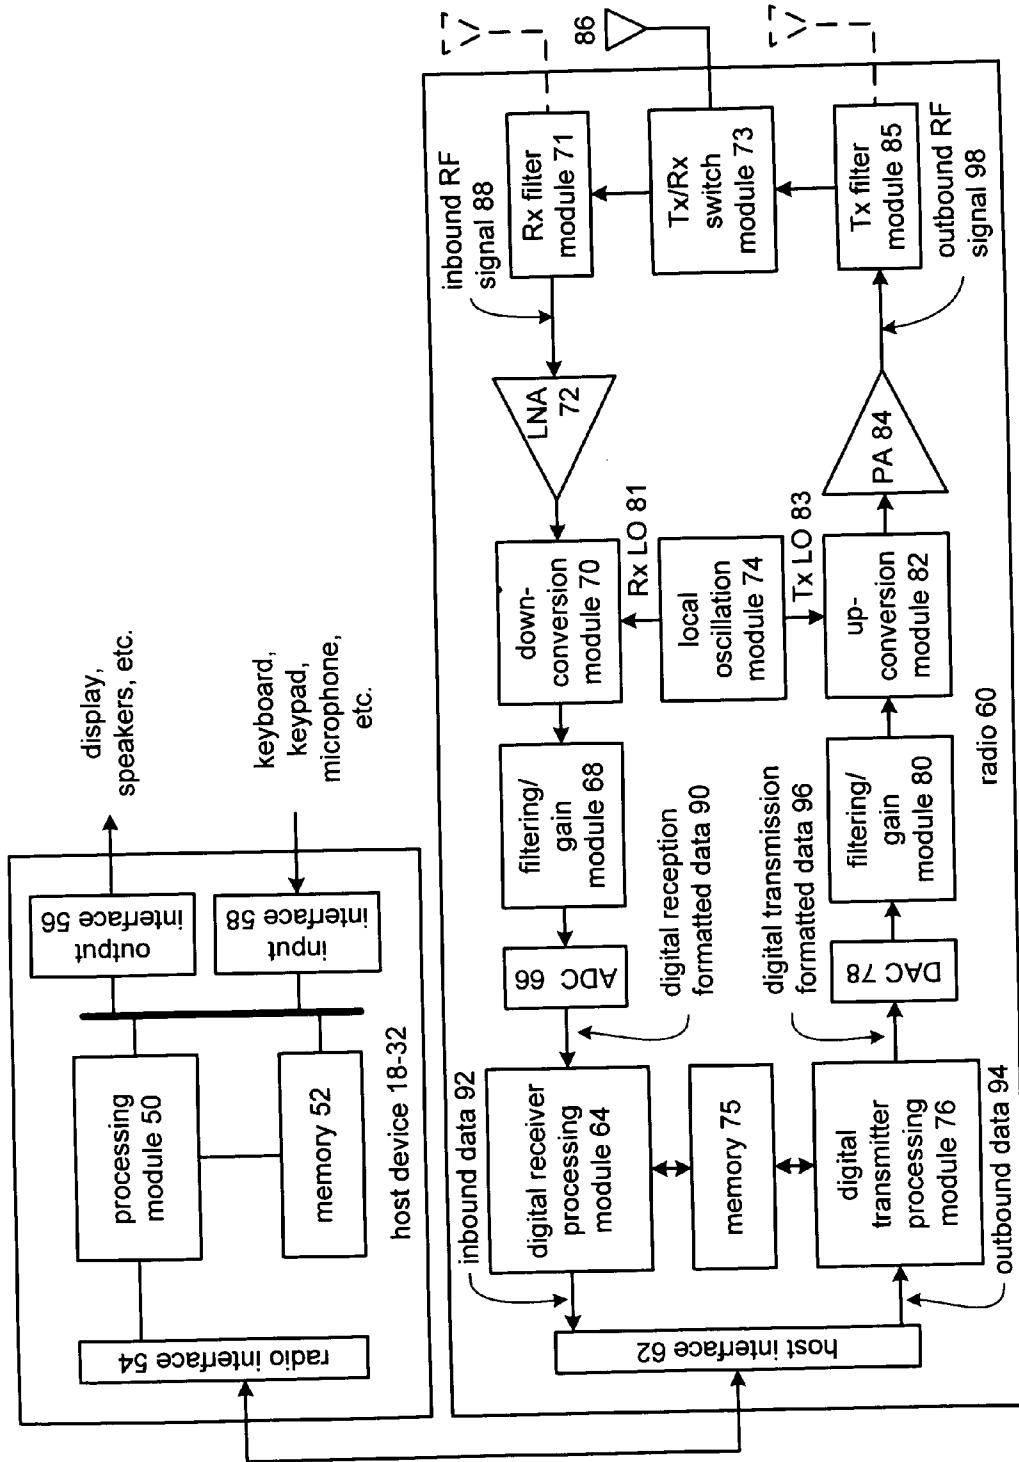 display,
speakers, etc.
keyboard,
keypad,
microphone,
etc.
output
interface 56
input
interface 58
processing
module 50
memory 52
radio interface 54
host device 18-32
86
inbound RF
signal 88
Rx filter
module 71
Tx/Rx
switch
module 73
Tx filter
module 85
outbound RF
signal 98
LNA
72
PA 84
down-
conversion
module 70
Rx LO 81
local
oscillation
module 74
Tx LO 83
up-
conversion
module 82
filtering/
gain
module 68
filtering/
gain
module 80
radio 60
ADC 66
digital reception
formatted data 90
digital transmission
formatted data 96
DAC 78
inbound data 92
digital receiver
processing
module 64
memory 75
digital
transmitter
processing
module 76
outbound data 94
host interface 62